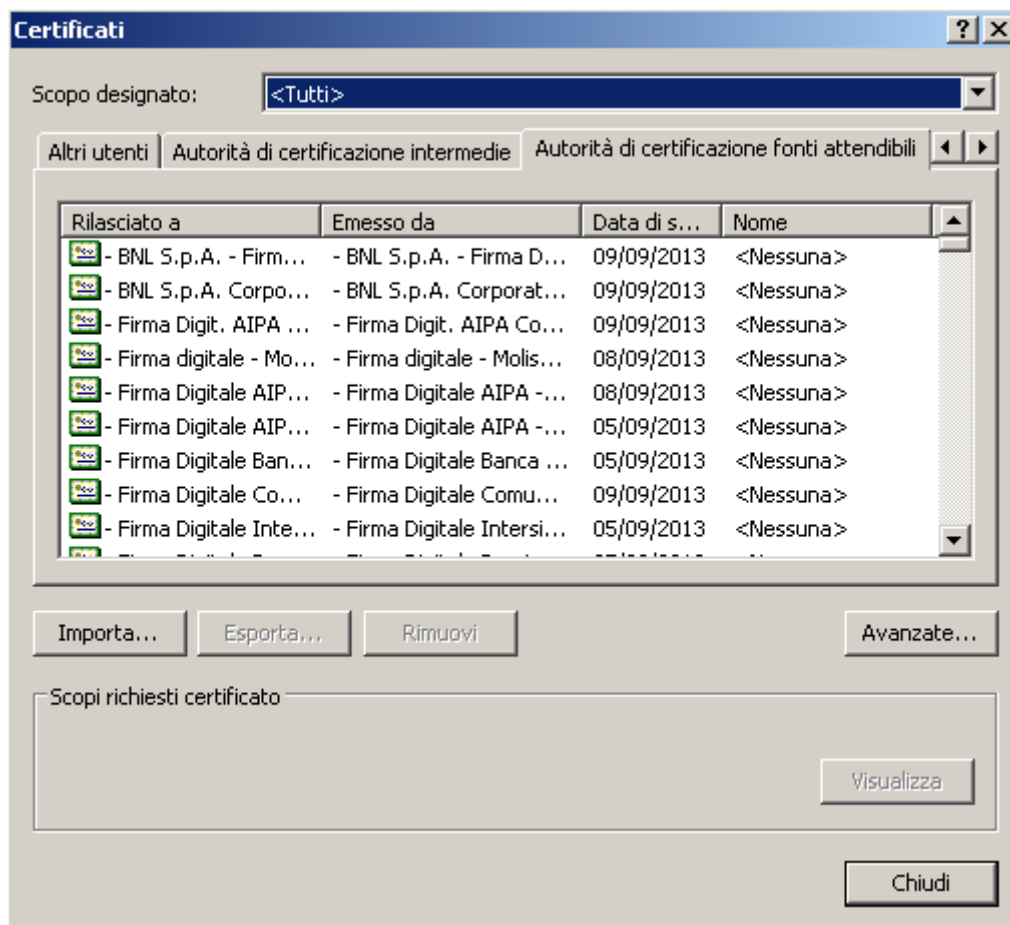 Certificati
Scopo designato: <Tutti>
Altri utenti Autorità di certificazione intermedie Autorità di certificazione fonti attendibili
Rilasciato a Emesso da Data di s... Nome
- BNL S.p.A. - Firm... - BNL S.p.A. - Firma D... 09/09/2013 <Nessuna>
- BNL S.p.A. Corpo... - BNL S.p.A. Corporat... 09/09/2013 <Nessuna>
- Firma Digit. AIPA ... - Firma Digit. AIPA Co... 09/09/2013 <Nessuna>
- Firma digitale - Mo... - Firma digitale - Molis... 08/09/2013 <Nessuna>
- Firma Digitale AIP... - Firma Digitale AIPA -... 08/09/2013 <Nessuna>
- Firma Digitale AIP... - Firma Digitale AIPA -... 05/09/2013 <Nessuna>
- Firma Digitale Ban... - Firma Digitale Banca ... 05/09/2013 <Nessuna>
- Firma Digitale Co... - Firma Digitale Comu... 09/09/2013 <Nessuna>
- Firma Digitale Inte... - Firma Digitale Intersi... 05/09/2013 <Nessuna>
Importa... Esporta... Rimuovi Avanzate...
Scopi richiesti certificato
Visualizza
Chiudi